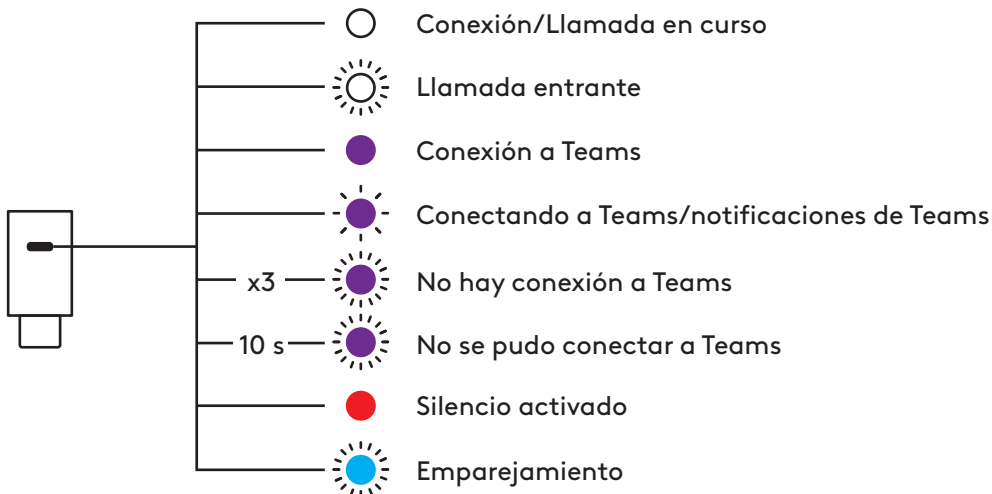 Conexión/Llamada en curso
Llamada entrante
Conexión a Teams
Conectando a Teams/notificaciones de Teams
x3 No hay conexión a Teams
10 s No se pudo conectar a Teams
Silencio activado
Emparejamiento